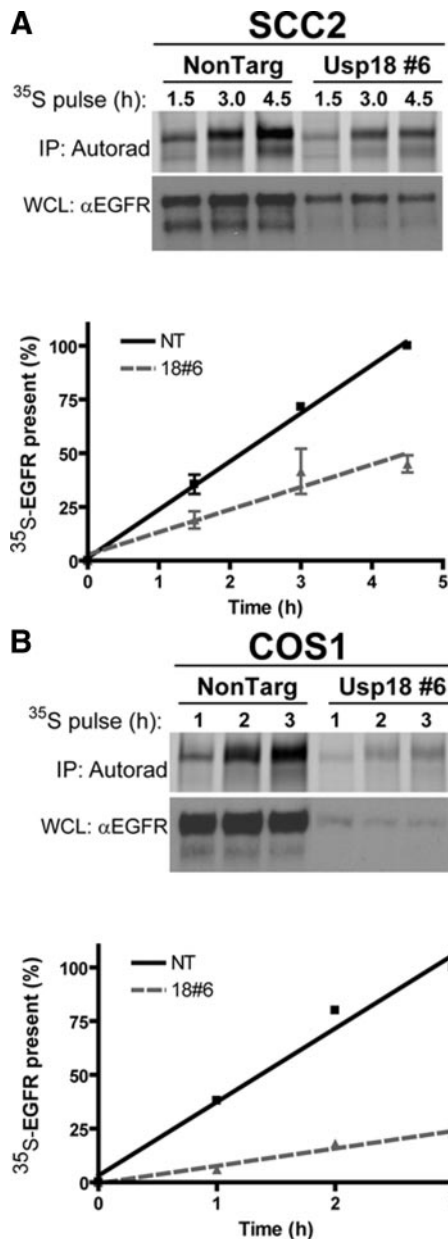 A
SCC2
NonTarg Usp18 #6
³⁵S pulse (h): 1.5 3.0 4.5 1.5 3.0 4.5
IP: Autorad
WCL: αEGFR
³⁵S-EGFR present (%)
100
75
50
25
0
NT
18#6
0 1 2 3 4 5
Time (h)
B
COS1
NonTarg Usp18 #6
³⁵S pulse (h): 1 2 3 1 2 3
IP: Autorad
WCL: αEGFR
³⁵S-EGFR present (%)
100
75
50
25
0
NT
18#6
0 1 2
Time (h)